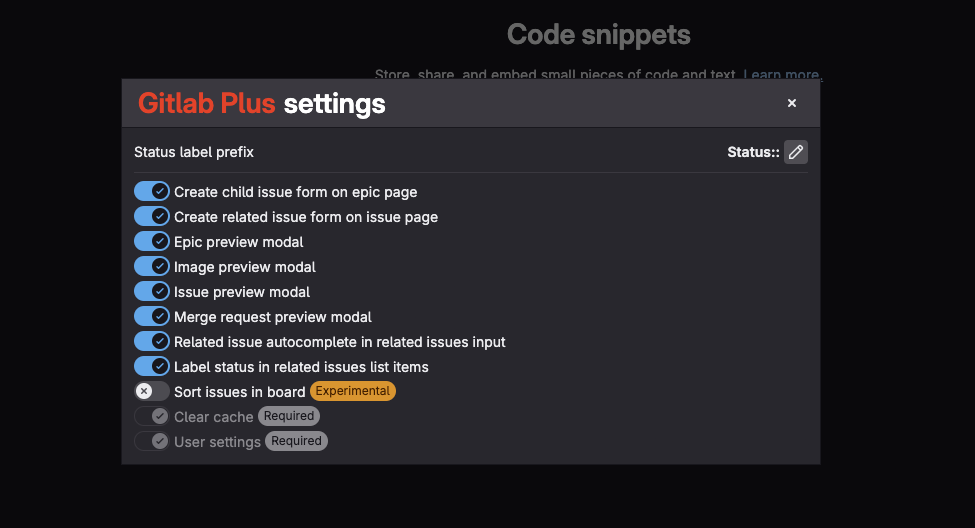 Code snippets
Store, share, and embed small pieces of code and text. Learn more.
Gitlab Plus settings
Status label prefix Status::
Create child issue form on epic page
Create related issue form on issue page
Epic preview modal
Image preview modal
Issue preview modal
Merge request preview modal
Related issue autocomplete in related issues input
Label status in related issues list items
Sort issues in board Experimental
Clear cache Required
User settings Required